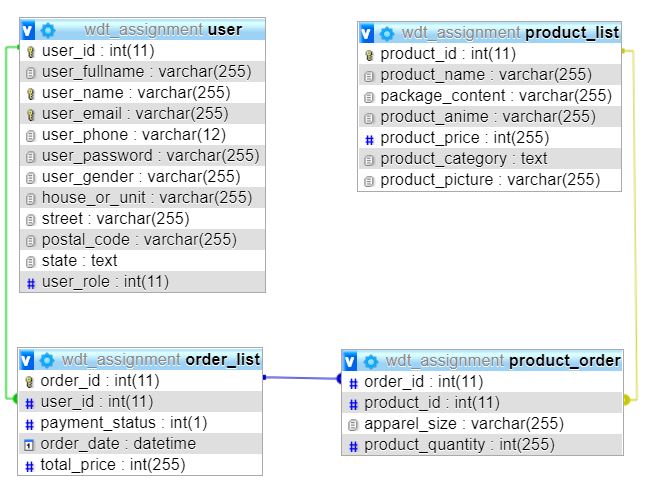 wdt_assignment user
user_id : int(11)
user_fullname : varchar(255)
user_name : varchar(255)
user_email : varchar(255)
user_phone : varchar(12)
user_password : varchar(255)
user_gender : varchar(255)
house_or_unit : varchar(255)
street : varchar(255)
postal_code : varchar(255)
state : text
user_role : int(11)
wdt_assignment product_list
product_id : int(11)
product_name : varchar(255)
package_content : varchar(255)
product_anime : varchar(255)
product_price : int(255)
product_category : text
product_picture : varchar(255)
wdt_assignment order_list
order_id : int(11)
user_id : int(11)
payment_status : int(1)
order_date : datetime
total_price : int(255)
wdt_assignment product_order
order_id : int(11)
product_id : int(11)
apparel_size : varchar(255)
product_quantity : int(255)